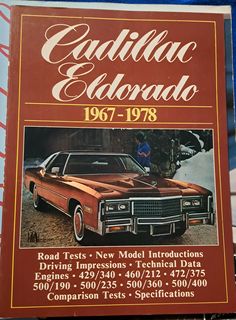 Cadillac
Eldorado
1967-1978
Road Tests • New Model Introductions
Driving Impressions • Technical Data
Engines • 429/340 • 460/212 • 472/375
500/190 • 500/235 • 500/360 • 500/400
Comparison Tests • Specifications